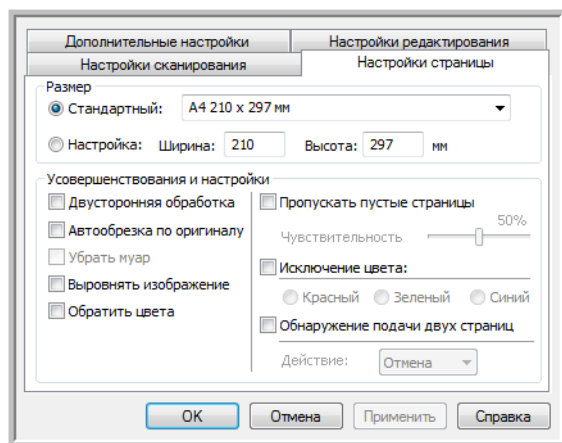 Дополнительные настройки Настройки редактирования
Настройки сканирования Настройки страницы
Размер
Стандартный: A4 210 x 297 мм
Настройка: Ширина: 210 Высота: 297 мм
Усовершенствования и настройки
Двусторонняя обработка
Автообрезка по оригиналу
Убрать муар
Выровнять изображение
Обратить цвета
Пропускать пустые страницы
50%
Чувствительность
Исключение цвета:
Красный Зеленый Синий
Обнаружение подачи двух страниц
Действие: Отмена
OK Отмена Применить Справка